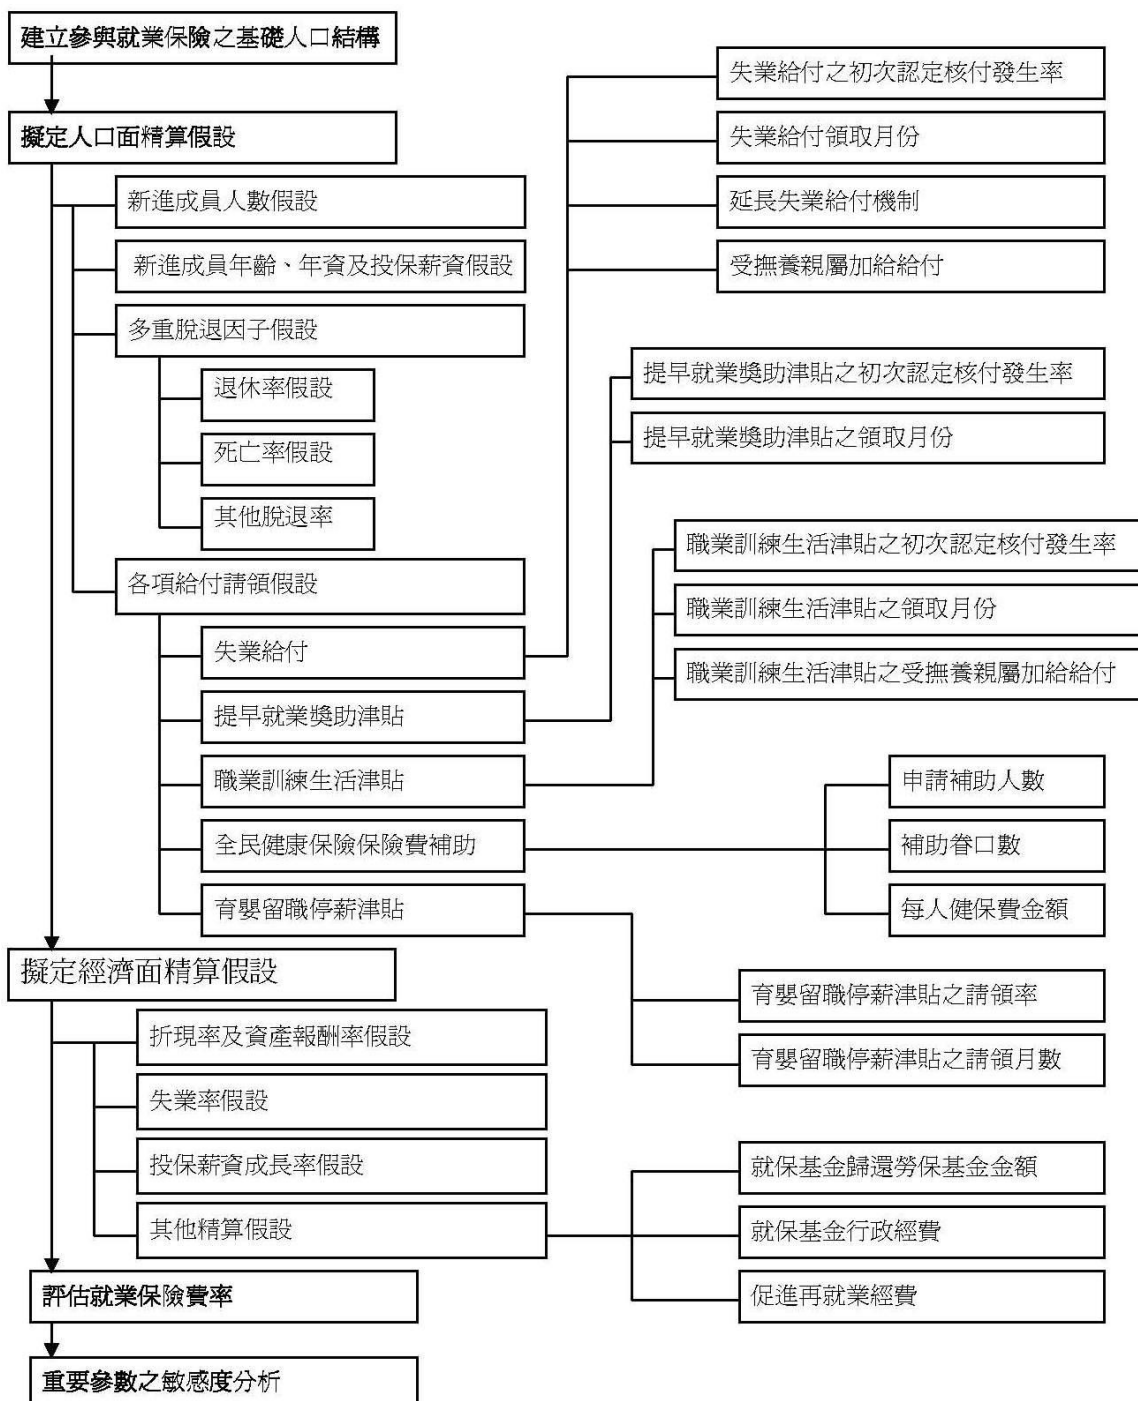 建立參與就業保險之基礎人口結構
擬定人口面精算假設
新進成員人數假設
新進成員年齡、年資及投保薪資假設
多重脫退因子假設
退休率假設
死亡率假設
其他脫退率
各項給付請領假設
失業給付
失業給付之初次認定核付發生率
失業給付領取月份
延長失業給付機制
受撫養親屬加給給付
提早就業獎助津貼
提早就業獎助津貼之初次認定核付發生率
提早就業獎助津貼之領取月份
職業訓練生活津貼
職業訓練生活津貼之初次認定核付發生率
職業訓練生活津貼之領取月份
職業訓練生活津貼之受撫養親屬加給給付
全民健康保險保險費補助
申請補助人數
補助眷口數
每人健保費金額
育嬰留職停薪津貼
育嬰留職停薪津貼之請領率
育嬰留職停薪津貼之請領月數
擬定經濟面精算假設
折現率及資產報酬率假設
失業率假設
投保薪資成長率假設
其他精算假設
就保基金歸還勞保基金金額
就保基金行政經費
促進再就業經費
評估就業保險費率
重要參數之敏感度分析